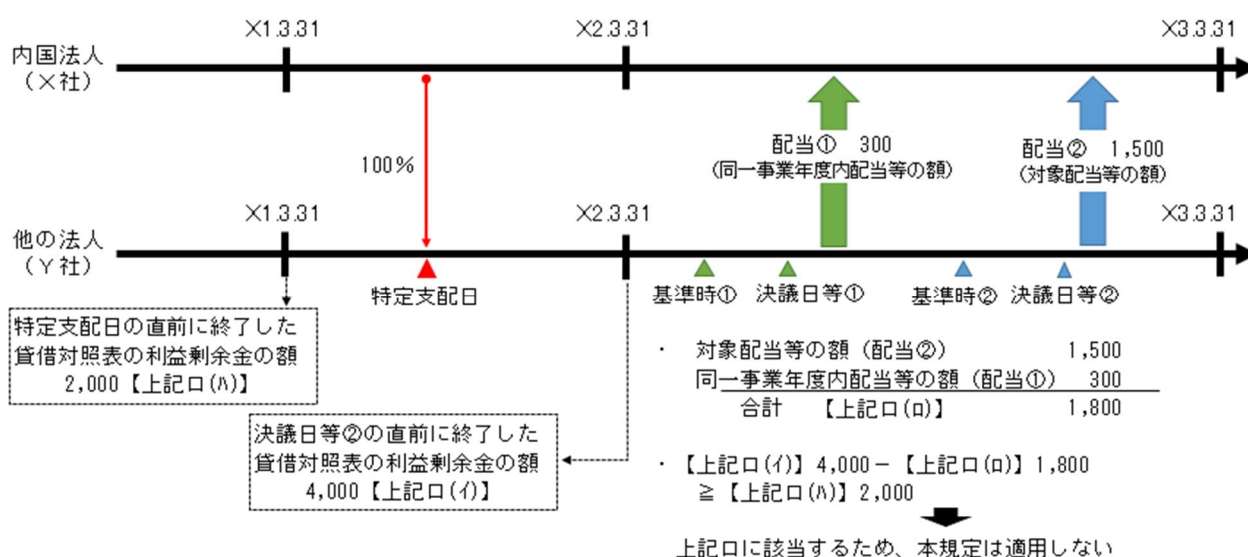 X1.3.31
X2.3.31
X3.3.31
内国法人
（X社）
100％
配当① 300
（同一事業年度内配当等の額）
配当② 1,500
（対象配当等の額）
X1.3.31
X2.3.31
X3.3.31
他の法人
（Y社）
特定支配日
基準時①
決議日等①
基準時②
決議日等②
特定支配日の直前に終了した
貸借対照表の利益剰余金の額
2,000【上記ロ(ハ)】
決議日等②の直前に終了した
貸借対照表の利益剰余金の額
4,000【上記ロ(イ)】
・ 対象配当等の額（配当②） 1,500
同一事業年度内配当等の額（配当①） 300
合計 【上記ロ(ロ)】 1,800
・【上記ロ(イ)】4,000－【上記ロ(ロ)】1,800
≧【上記ロ(ハ)】2,000
上記ロに該当するため、本規定は適用しない